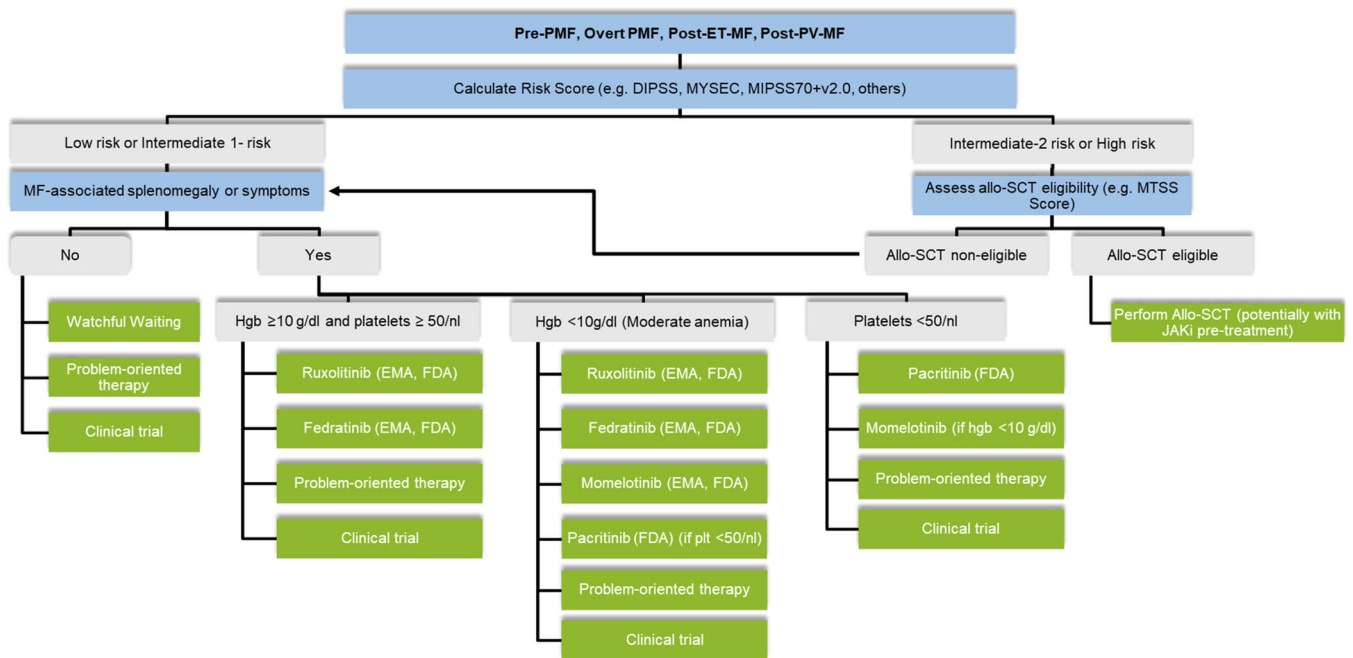 Pre-PMF, Overt PMF, Post-ET-MF, Post-PV-MF
Calculate Risk Score (e.g. DIPSS, MYSEC, MIPSS70+v2.0, others)
Low risk or Intermediate 1- risk
Intermediate-2 risk or High risk
MF-associated splenomegaly or symptoms
Assess allo-SCT eligibility (e.g. MTSS
Score)
No
Yes
Allo-SCT non-eligible
Allo-SCT eligible
Watchful Waiting
Problem-oriented
therapy
Clinical trial
Hgb ≥10 g/dl and platelets ≥ 50/nl
Ruxolitinib (EMA, FDA)
Fedratinib (EMA, FDA)
Problem-oriented therapy
Clinical trial
Hgb <10g/dl (Moderate anemia)
Ruxolitinib (EMA, FDA)
Fedratinib (EMA, FDA)
Momelotinib (EMA, FDA)
Pacritinib (FDA) (if plt <50/nl)
Problem-oriented therapy
Clinical trial
Platelets <50/nl
Pacritinib (FDA)
Momelotinib (if hgb <10 g/dl)
Problem-oriented therapy
Clinical trial
Perform Allo-SCT (potentially with
JAKi pre-treatment)